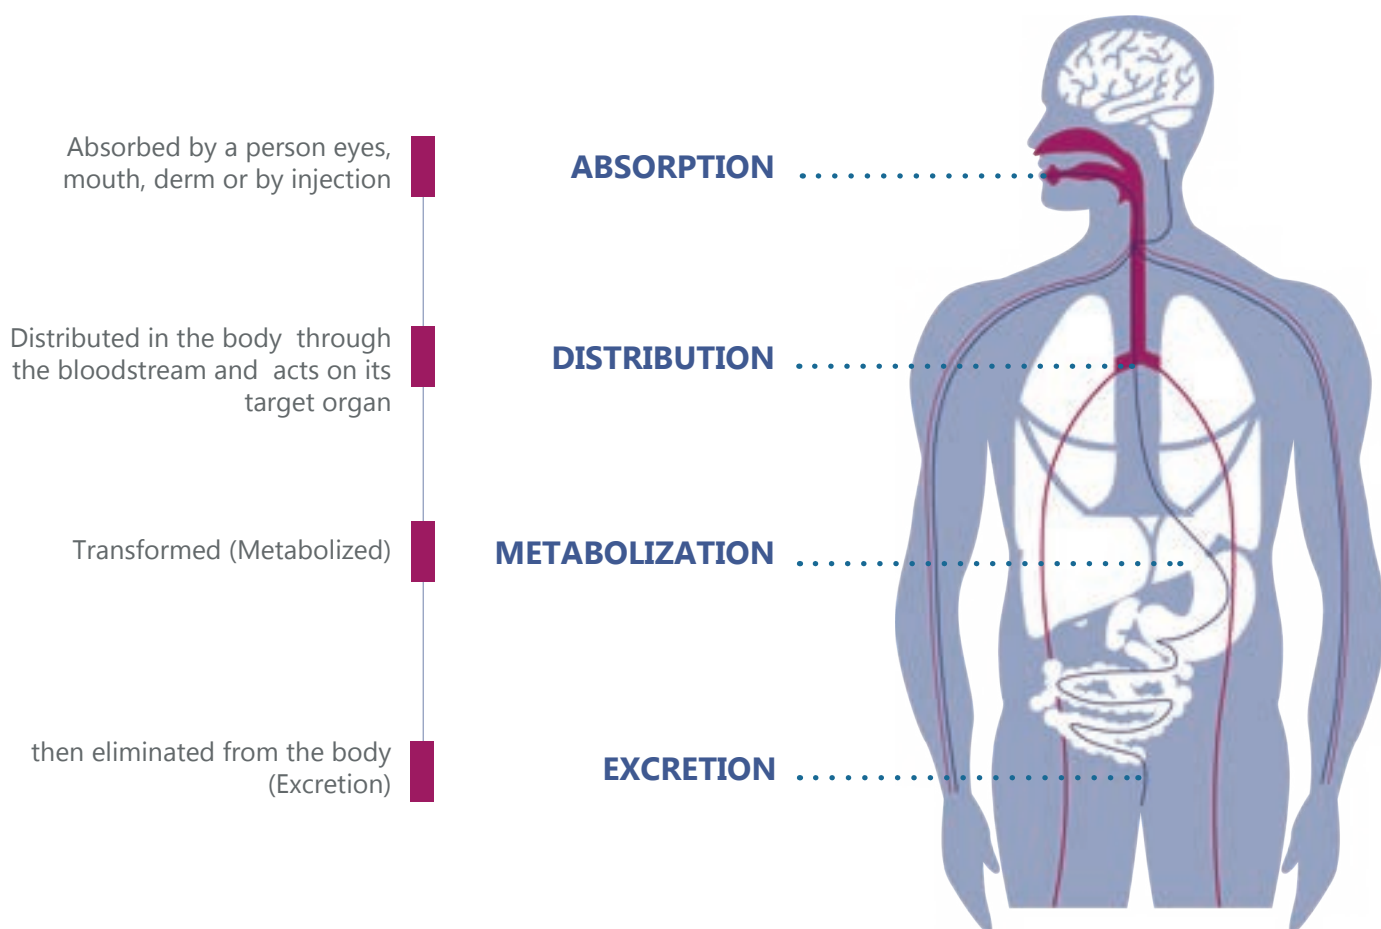 Absorbed by a person eyes,
mouth, derm or by injection
ABSORPTION
Distributed in the body  through
the bloodstream and  acts on its
target organ
DISTRIBUTION
Transformed (Metabolized)
METABOLIZATION
then eliminated from the body
(Excretion)
EXCRETION